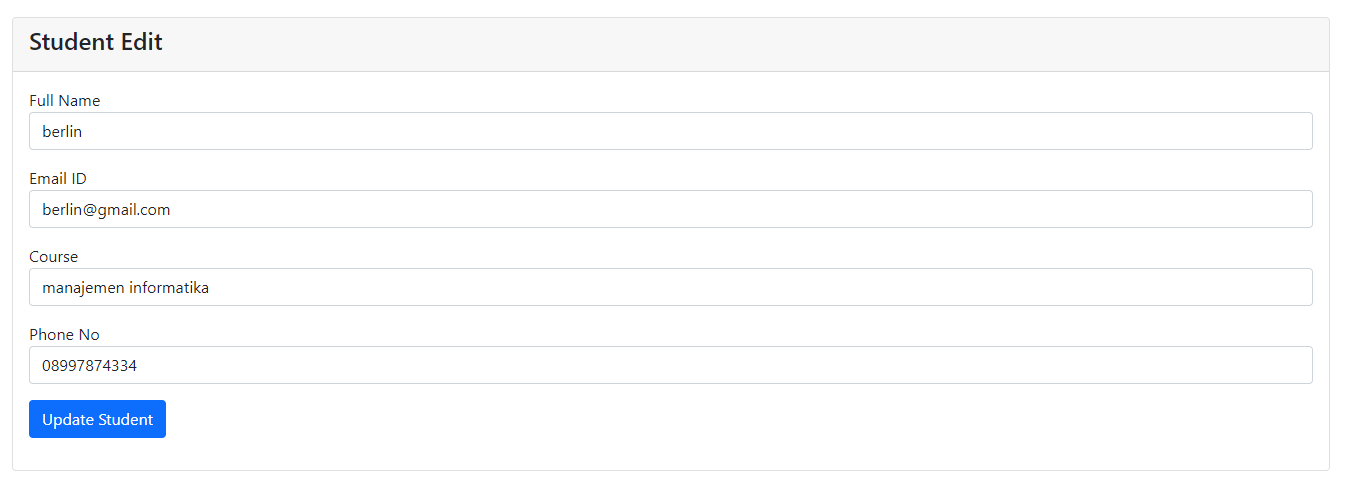 Student Edit
Full Name
berlin
Email ID
berlin@gmail.com
Course
manajemen informatika
Phone No
08997874334
Update Student